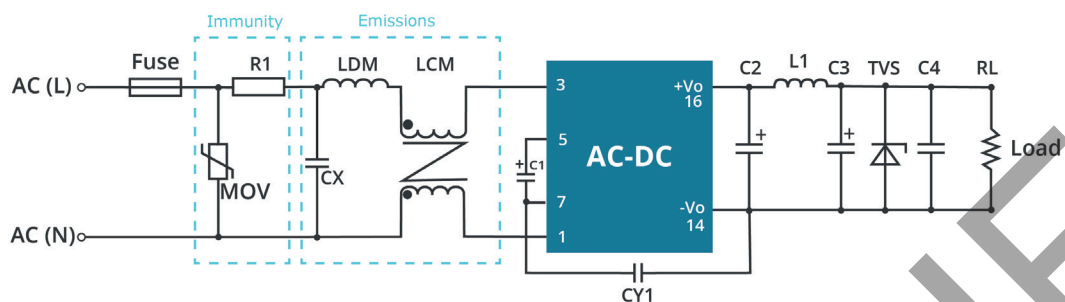 Immunity
Emissions
Fuse
R1
LDM
LCM
C2
L1
C3
TVS
C4
RL
AC (L)
3
+Vo
16
5
+
C1
AC-DC
+
+
Load
MOV
CX
7
-Vo
14
AC (N)
1
CY1